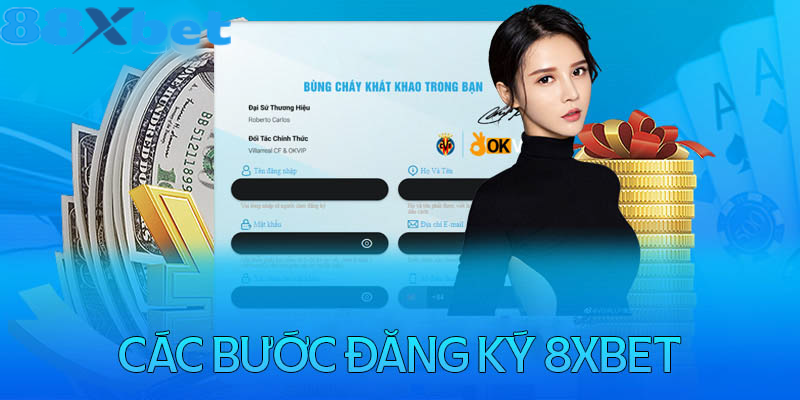 88Xbet
BÙNG CHÁY KHÁT KHAO TRONG BẠN
Đại Sứ Thương Hiệu
Roberto Carlos
Đối Tác Chính Thức
Villarreal CF & OKVIP
OK
Tên đăng nhập
Họ Và Tên
Mật khẩu
Địa chỉ E-mail
+84
CÁC BƯỚC ĐĂNG KÝ 8XBET